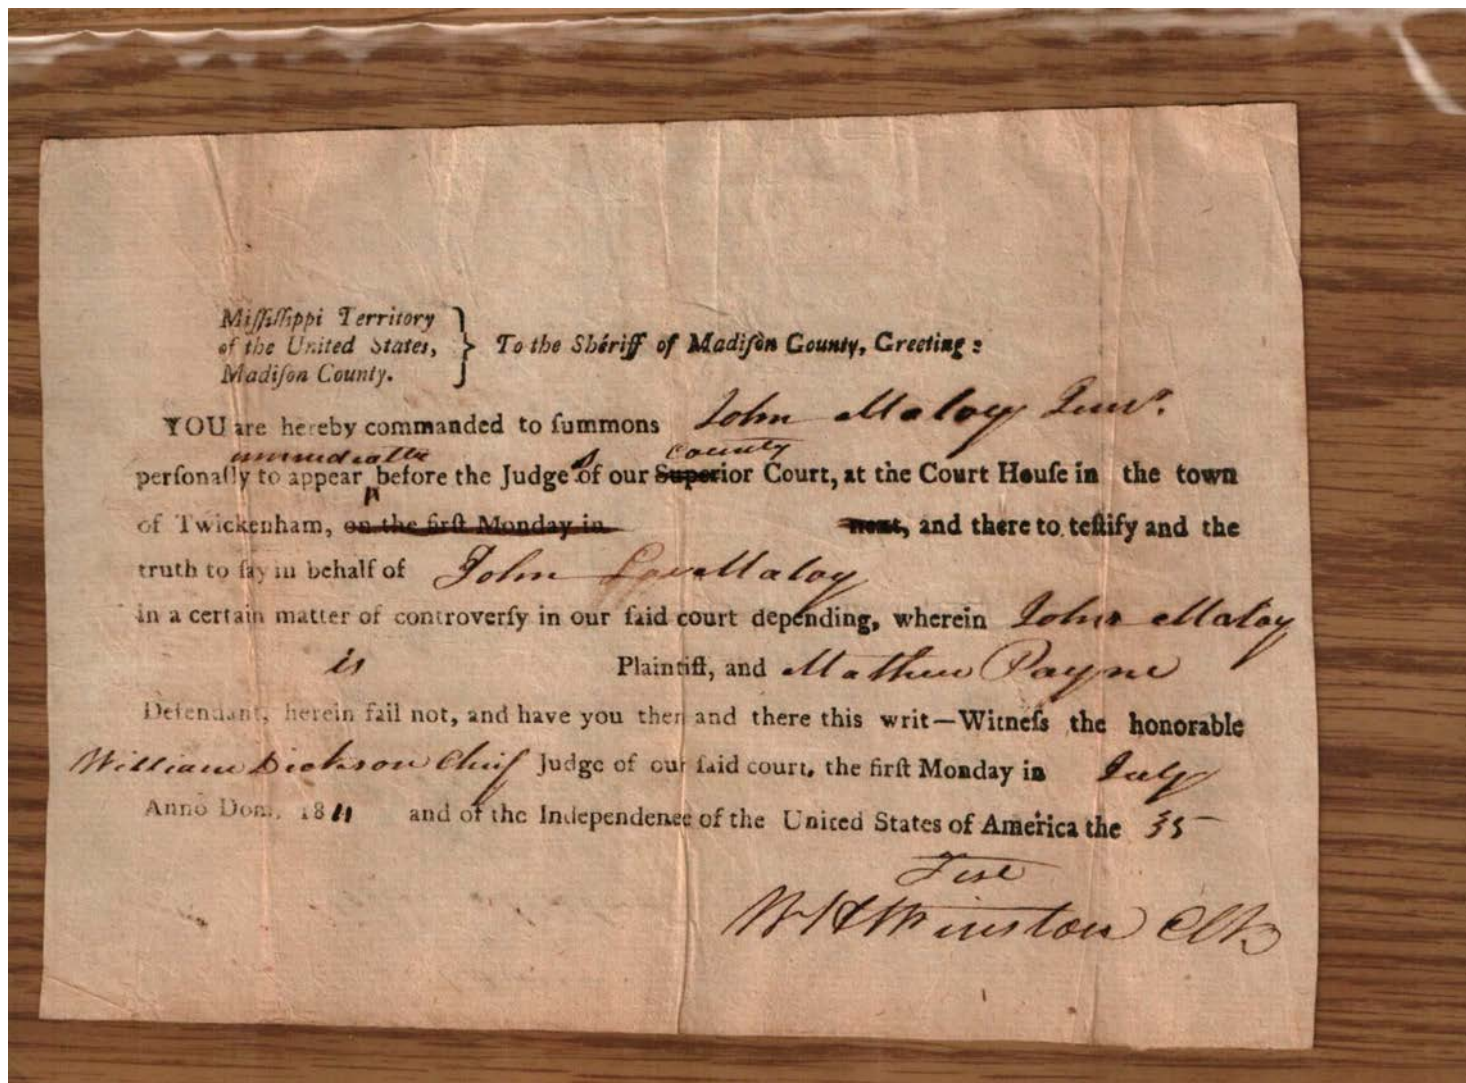 Miſſiſſippi Territory
of the United States,
Madiſon County.
To the Sheriff of Madiſon County, Greeting:
YOU are hereby commanded to ſummons John Maloy Junr.
immediately county
perſonally to appear ^ before the Judges of our Superior Court, at the Court Houſe in the town
of Twickenham, on the firſt Monday in next, and there to teſtify and the
truth to ſay in behalf of John Maloy
in a certain matter of controverſy in our ſaid court depending, wherein John Maloy
is Plaintiff, and Mathew Payne
Defendant, herein fail not, and have you then and there this writ—Witneſs the honorable
William Dickson Chief Judge of our ſaid court, the firſt Monday in July
Anno Dom. 1811 and of the Independence of the United States of America the 35
Test
Winston Clk